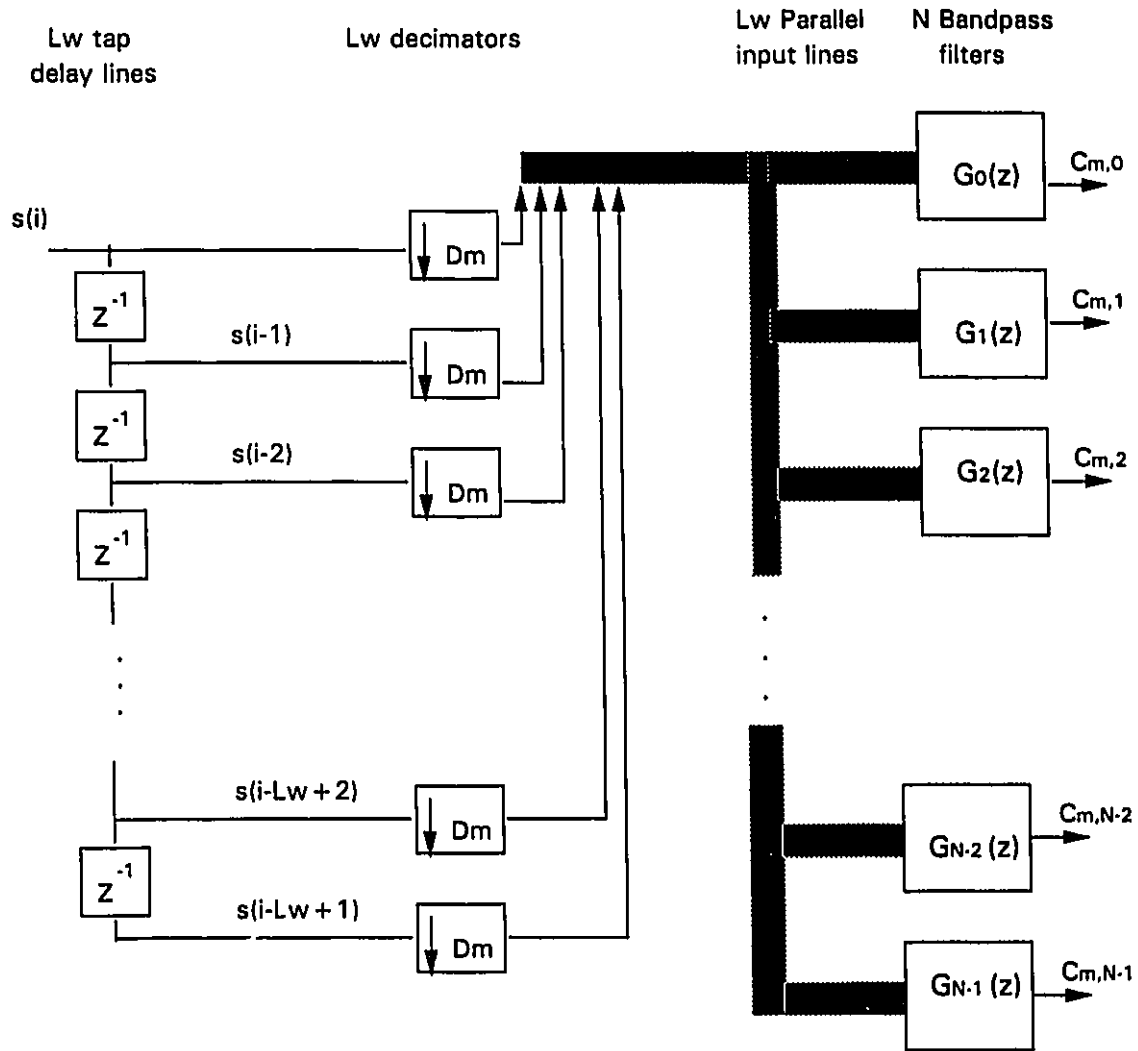 Lw tap
delay lines
Lw decimators
Lw Parallel
input lines
N Bandpass
filters
s(i)
Dm
G0(z)
Cm,0
Z-1
s(i-1)
Dm
G1(z)
Cm,1
Z-1
s(i-2)
Dm
G2(z)
Cm,2
Z-1
s(i-Lw+2)
Dm
GN-2(z)
Cm,N-2
Z-1
s(i-Lw+1)
Dm
GN-1(z)
Cm,N-1